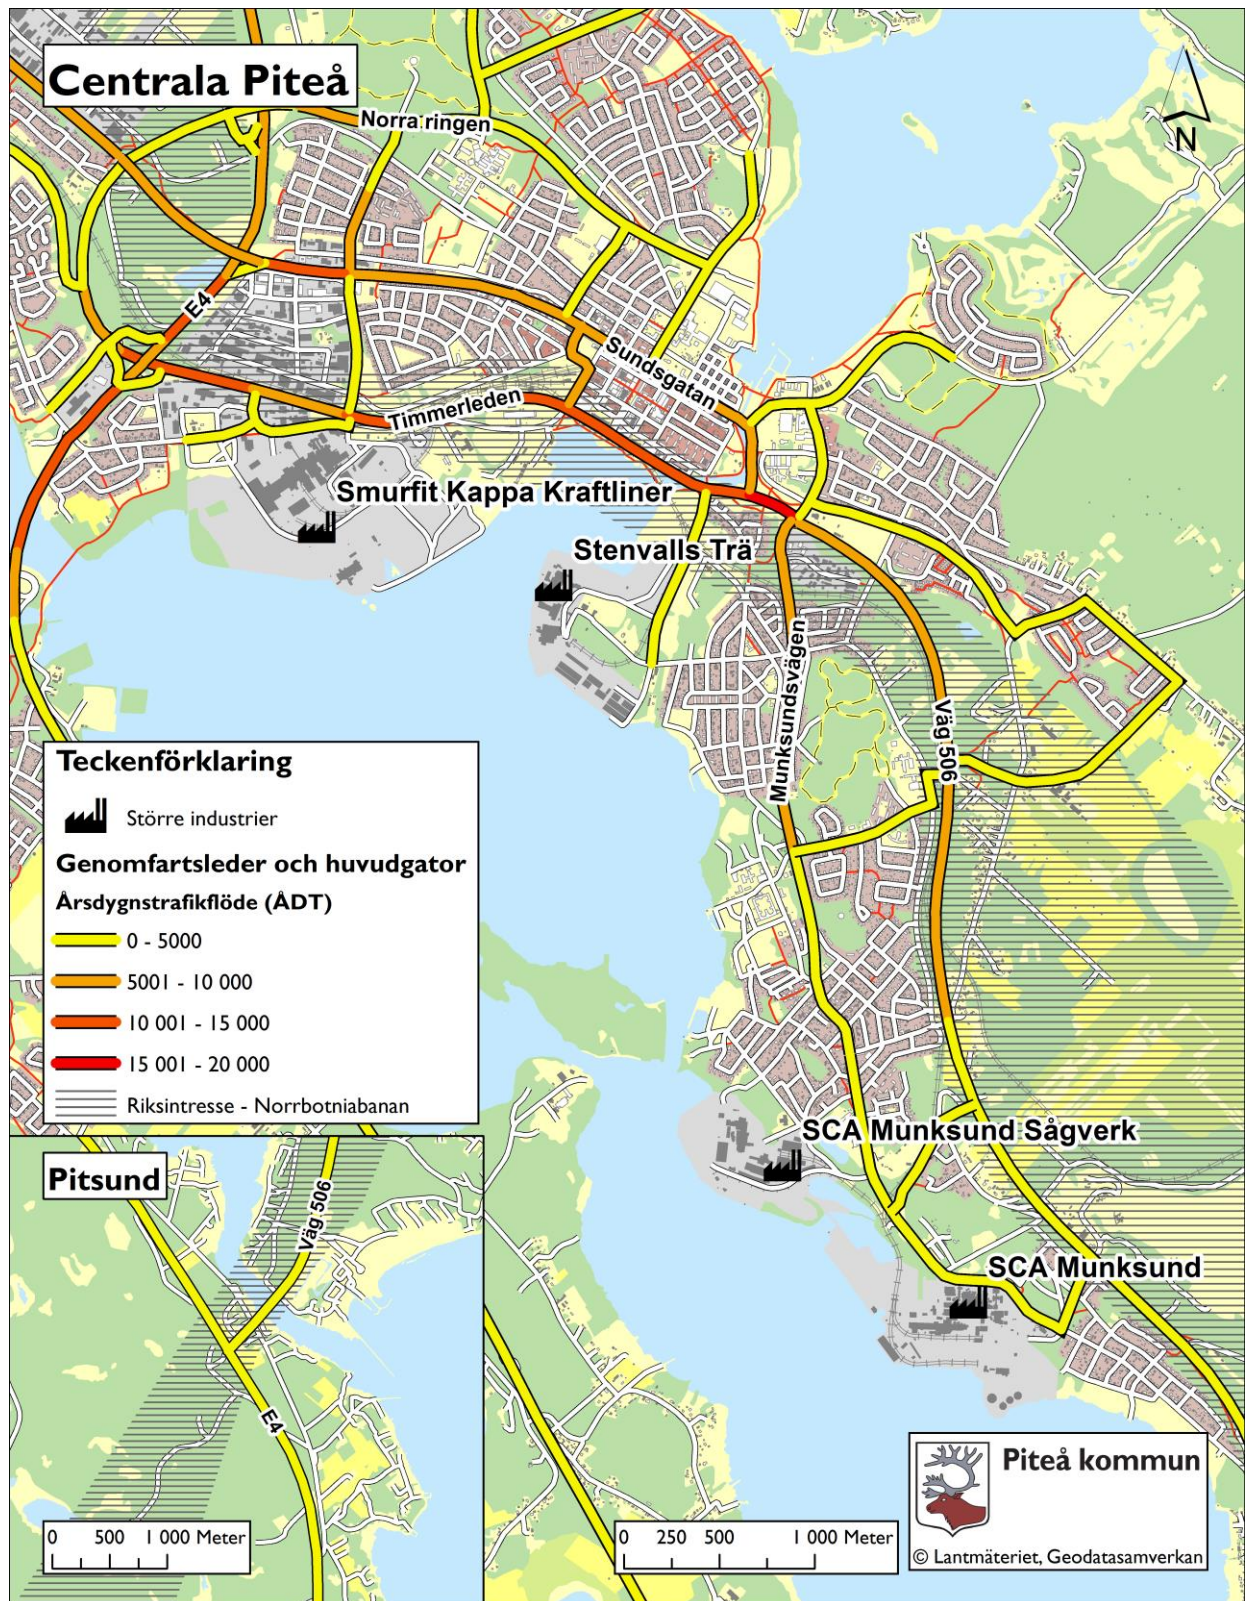 Centrala Piteå
Norra ringen
N
E4
Sundsgatan
Timmerleden
Smurfit Kappa Kraftliner
Stenvalls Trä
Munksundsvägen
Väg 506
Teckenförklaring
Större industrier
Genomfartsleder och huvudgator
Årsdygnstrafikflöde (ÅDT)
0 - 5000
5001 - 10 000
10 001 - 15 000
15 001 - 20 000
Riksintresse - Norrbotniabanan
SCA Munksund Sågverk
SCA Munksund
Pitsund
Väg 506
E4
0 500 1 000 Meter
0 250 500 1 000 Meter
Piteå kommun
© Lantmäteriet, Geodatasamverkan